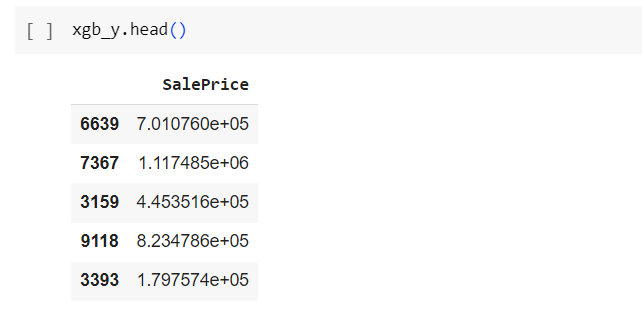 [ ] xgb_y.head()
SalePrice
6639 7.010760e+05
7367 1.117485e+06
3159 4.453516e+05
9118 8.234786e+05
3393 1.797574e+05